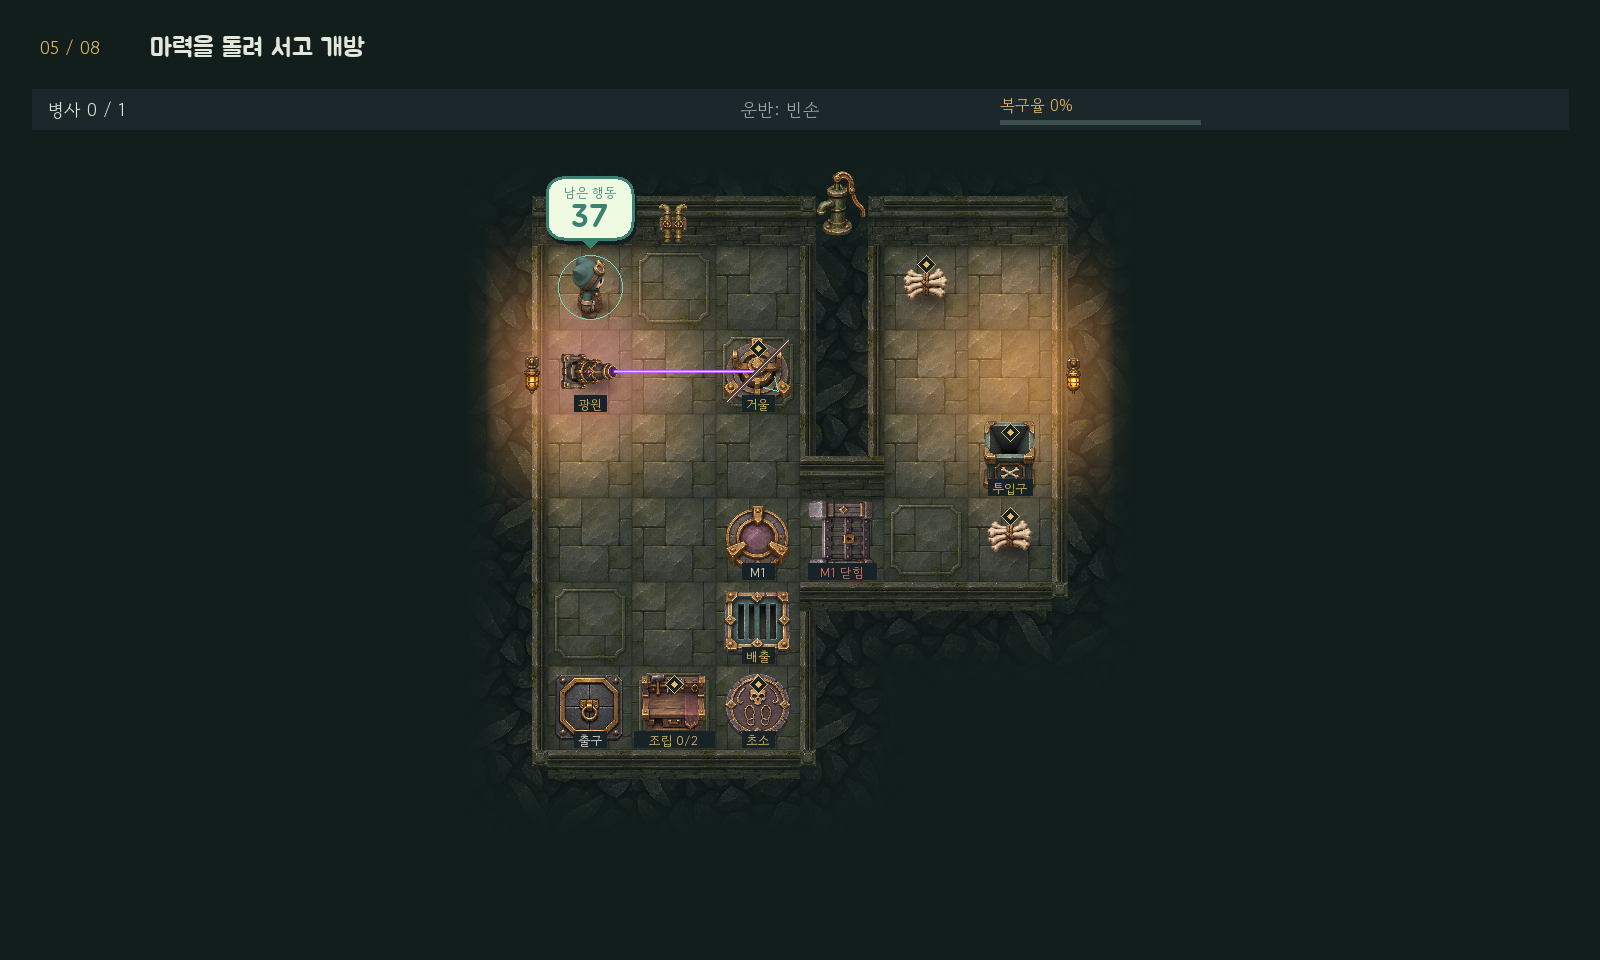 05 / 08
마력을 돌려 서고 개방
병사 0 / 1
운반: 빈손
복구율 0%
남은 행동
37
광원
거울
투입구
M1
M1 닫힘
배출
출구
조립 0/2
초소